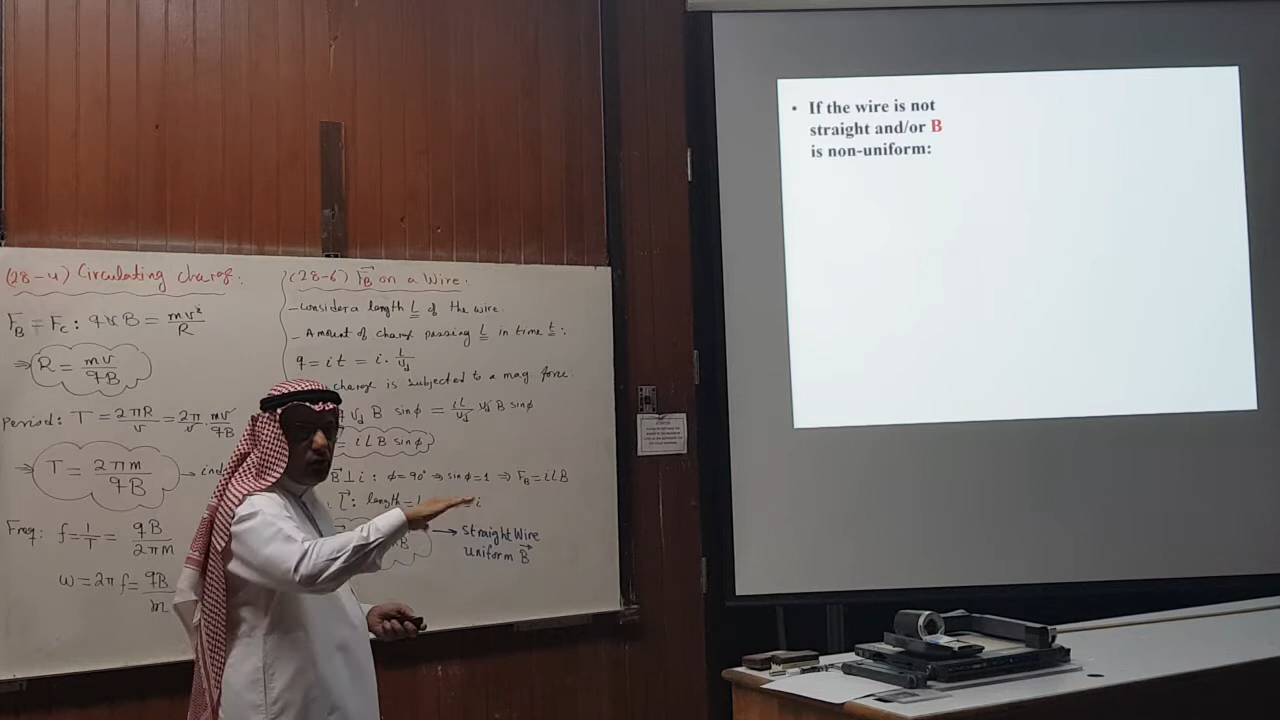 (28-4) Circulating charge.
F_B = F_c : qvB = mv²/R
⇒ R = mv/qB
Period: T = 2πR/v = 2π/v · mv/qB
⇒ T = 2πm/qB →
Freq: f = 1/T = qB/2πm
ω = 2πf = qB/m
(28-6) F⃗_B on a Wire.
- Consider a length L of the wire.
- Amount of charge passing L in time t:
q = it = i · L/v_d
charge is subjected to a mag force.
v_d B sinφ = iL/v_d v_d B sinφ
= iLB sinφ
B⃗ ⊥ i : φ = 90° ⇒ sinφ = 1 ⇒ F_B = iLB
L⃗ : length = i
→ Straight Wire
Uniform B⃗
• If the wire is not
straight and/or B
is non-uniform: